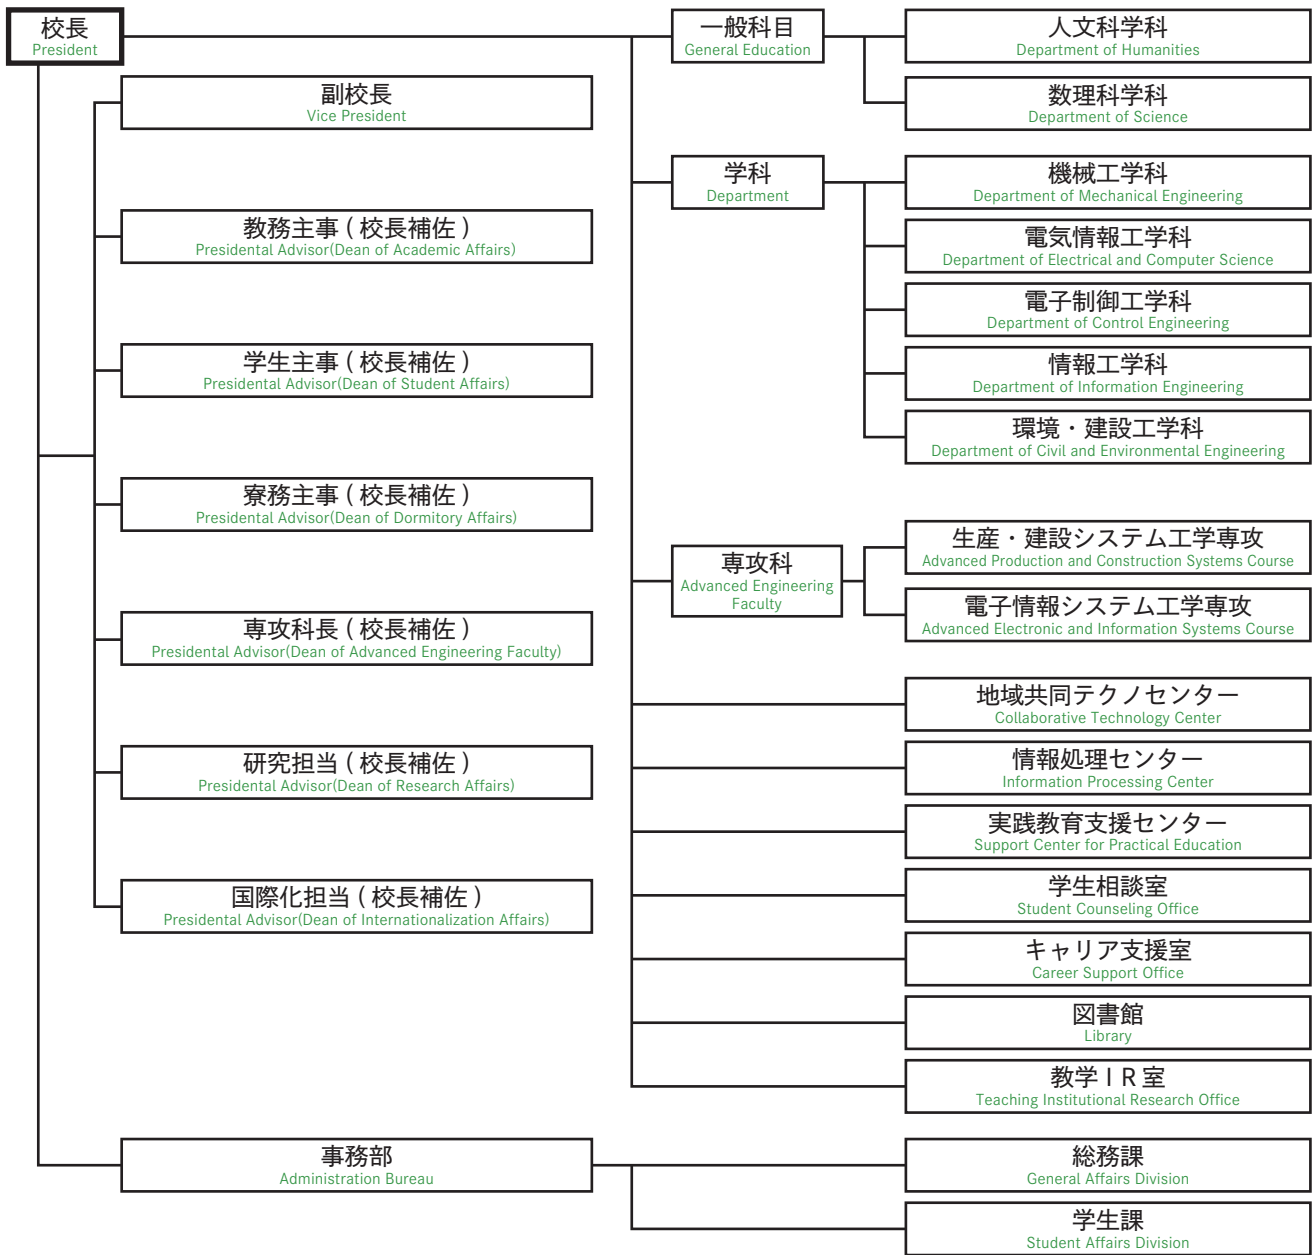 校長
President
副校長
Vice President
教務主事 ( 校長補佐 )
Presidental Advisor(Dean of Academic Affairs)
学生主事 ( 校長補佐 )
Presidental Advisor(Dean of Student Affairs)
寮務主事 ( 校長補佐 )
Presidental Advisor(Dean of Dormitory Affairs)
専攻科長 ( 校長補佐 )
Presidental Advisor(Dean of Advanced Engineering Faculty)
研究担当 ( 校長補佐 )
Presidental Advisor(Dean of Research Affairs)
国際化担当 ( 校長補佐 )
Presidental Advisor(Dean of Internationalization Affairs)
一般科目
General Education
人文科学科
Department of Humanities
数理科学科
Department of Science
学科
Department
機械工学科
Department of Mechanical Engineering
電気情報工学科
Department of Electrical and Computer Science
電子制御工学科
Department of Control Engineering
情報工学科
Department of Information Engineering
環境・建設工学科
Department of Civil and Environmental Engineering
専攻科
Advanced Engineering
Faculty
生産・建設システム工学専攻
Advanced Production and Construction Systems Course
電子情報システム工学専攻
Advanced Electronic and Information Systems Course
地域共同テクノセンター
Collaborative Technology Center
情報処理センター
Information Processing Center
実践教育支援センター
Support Center for Practical Education
学生相談室
Student Counseling Office
キャリア支援室
Career Support Office
図書館
Library
教学ＩＲ室
Teaching Institutional Research Office
事務部
Administration Bureau
総務課
General Affairs Division
学生課
Student Affairs Division